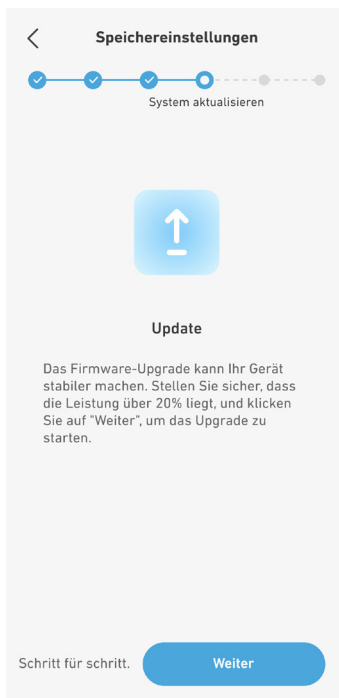 Speichereinstellungen
System aktualisieren
Update
Das Firmware-Upgrade kann Ihr Gerät
stabiler machen. Stellen Sie sicher, dass
die Leistung über 20% liegt, und klicken
Sie auf "Weiter", um das Upgrade zu
starten.
Schritt für schritt.
Weiter